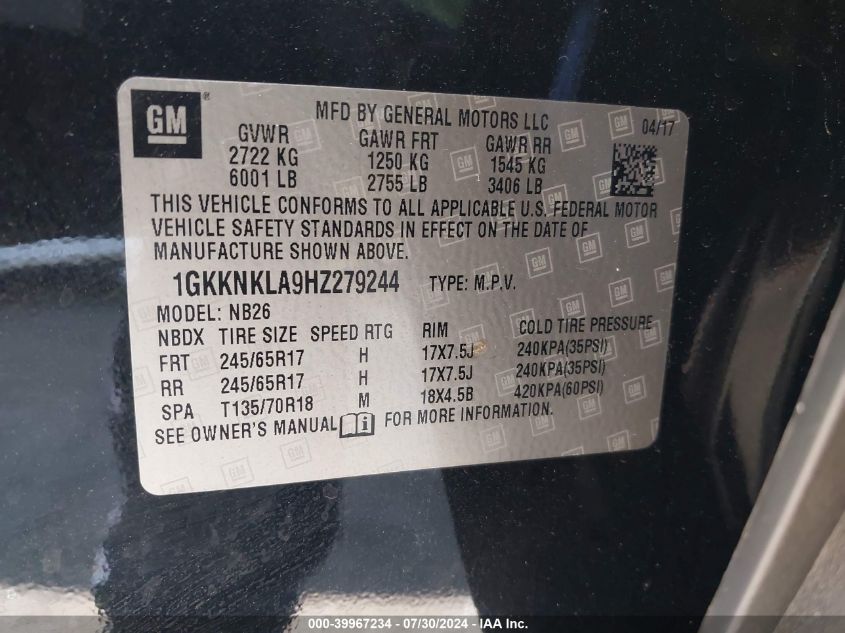 GM®
MFD BY GENERAL MOTORS LLC
04/17
GVWR GAWR FRT GAWR RR
2722 KG 1250 KG 1545 KG
6001 LB 2755 LB 3406 LB
THIS VEHICLE CONFORMS TO ALL APPLICABLE U.S. FEDERAL MOTOR
VEHICLE SAFETY STANDARDS IN EFFECT ON THE DATE OF
MANUFACTURE SHOWN ABOVE.
1GKKNKLA9HZ279244 TYPE: M.P.V.
MODEL: NB26
NBDX TIRE SIZE SPEED RTG RIM COLD TIRE PRESSURE
FRT 245/65R17 H 17X7.5J 240KPA(35PSI)
RR 245/65R17 H 17X7.5J 240KPA(35PSI)
SPA T135/70R18 M 18X4.5B 420KPA(60PSI)
SEE OWNER'S MANUAL i FOR MORE INFORMATION.
000-39967234 - 07/30/2024 - IAA Inc.